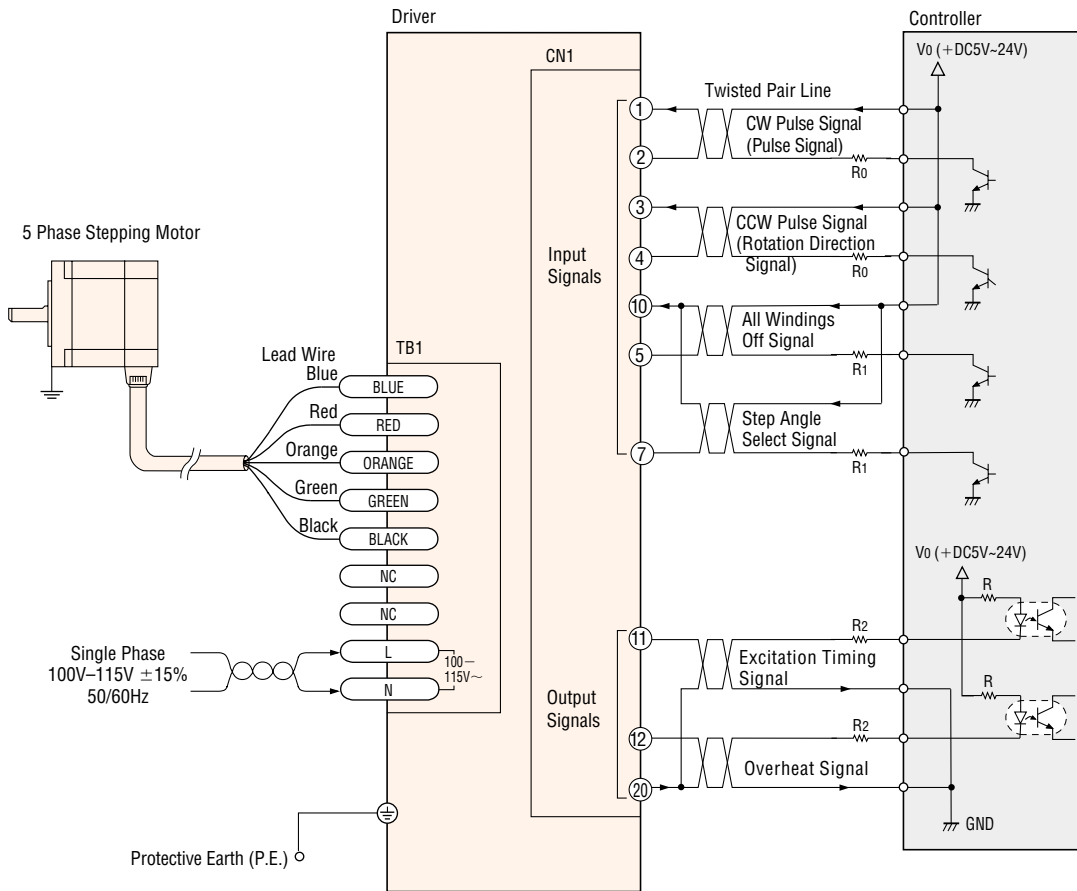 Driver
Controller
CN1
V0 (+DC5V~24V)
Twisted Pair Line
1
CW Pulse Signal
(Pulse Signal)
2
R0
3
5 Phase Stepping Motor
CCW Pulse Signal
(Rotation Direction
Signal)
Input
Signals
4
R0
10
All Windings
Off Signal
TB1
5
R1
Lead Wire
Blue
BLUE
Red
RED
Step Angle
Select Signal
Orange
ORANGE
7
R1
Green
GREEN
Black
BLACK
V0 (+DC5V~24V)
NC
R
NC
11
R2
Single Phase
100V–115V ±15%
50/60Hz
L
100–
115V~
N
Excitation Timing
Signal
R
Output
Signals
12
R2
Overheat Signal
20
GND
Protective Earth (P.E.)